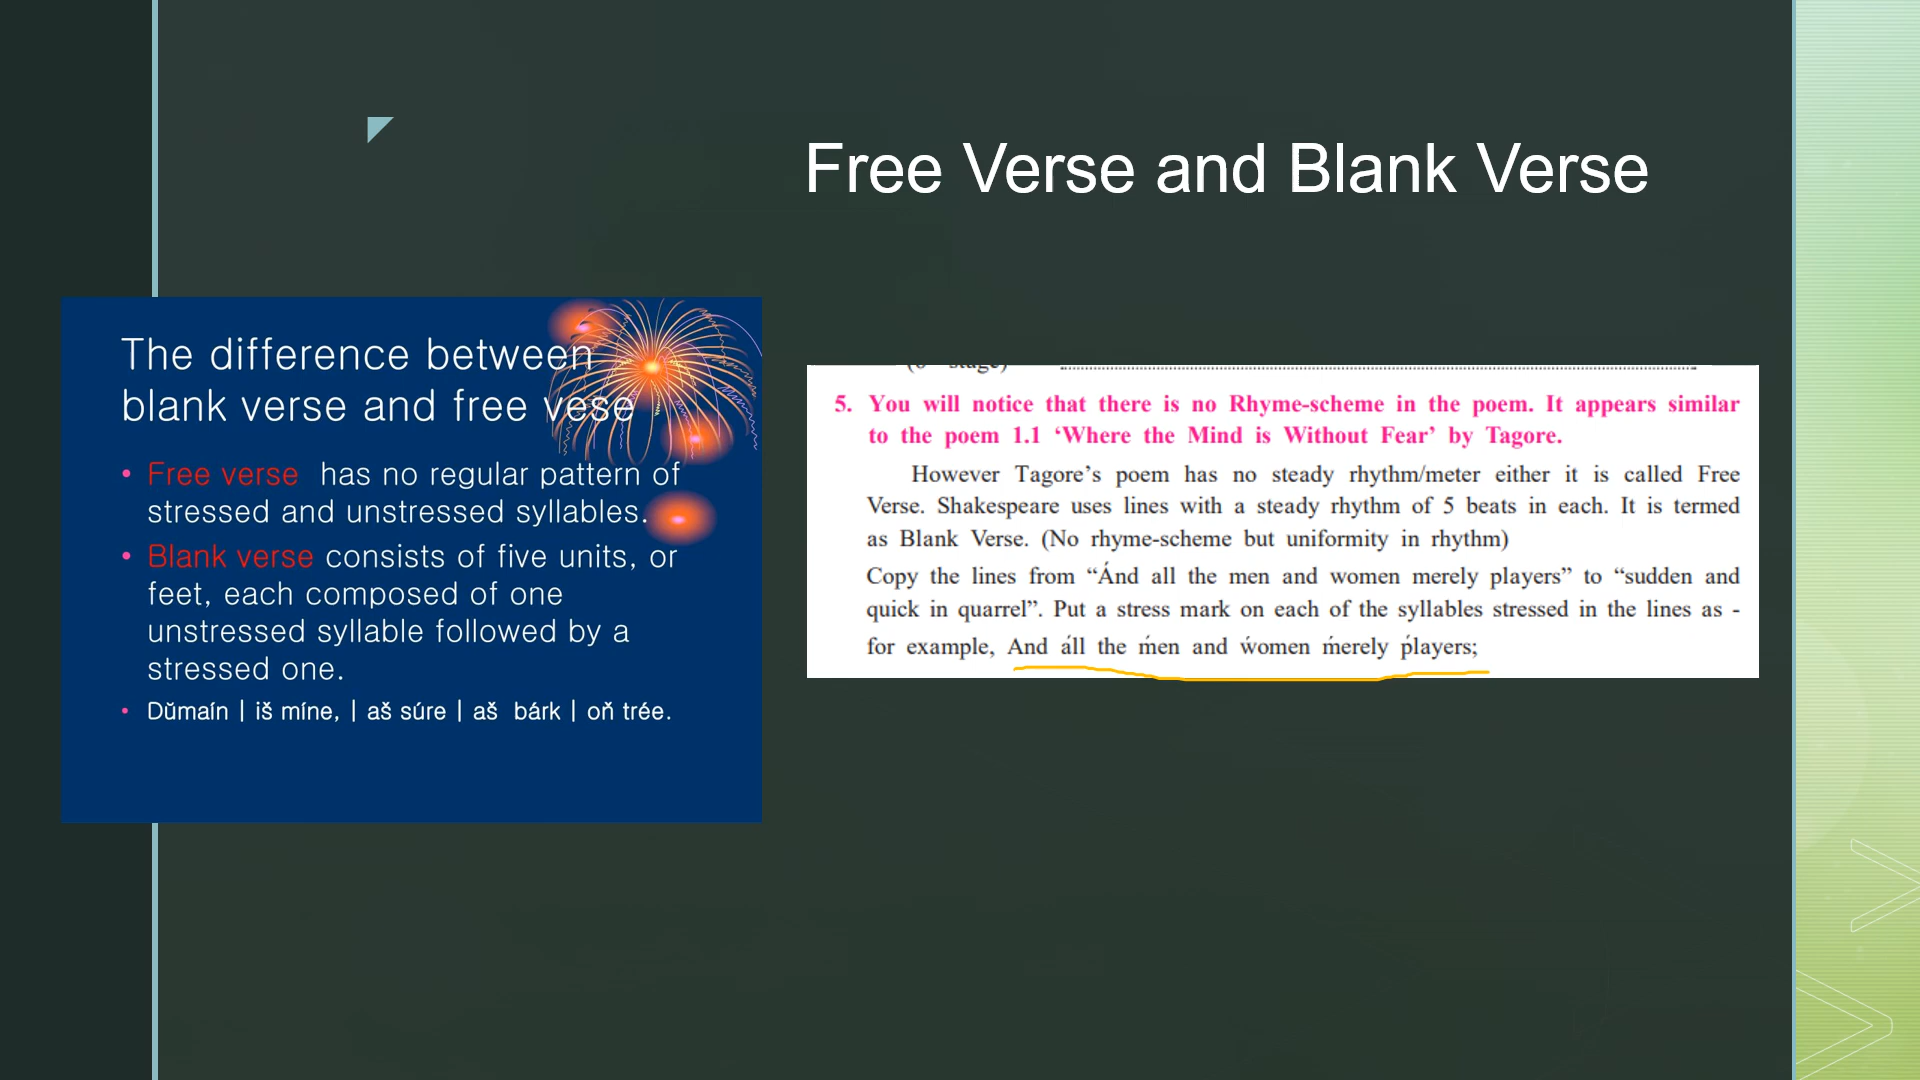 Free Verse and Blank Verse
The difference between
blank verse and free vese
• Free verse has no regular pattern of
stressed and unstressed syllables.
• Blank verse consists of five units, or
feet, each composed of one
unstressed syllable followed by a
stressed one.
• Dŭmaín | iš míne, | aš súre | aš bárk | oň trée.
stage)
5. You will notice that there is no Rhyme-scheme in the poem. It appears similar
to the poem 1.1 ‘Where the Mind is Without Fear’ by Tagore.
However Tagore’s poem has no steady rhythm/meter either it is called Free
Verse. Shakespeare uses lines with a steady rhythm of 5 beats in each. It is termed
as Blank Verse. (No rhyme-scheme but uniformity in rhythm)
Copy the lines from “Ánd all the men and women merely players” to “sudden and
quick in quarrel”. Put a stress mark on each of the syllables stressed in the lines as -
for example, And áll the ḿen and ẃomen ḿerely ṕlayers;